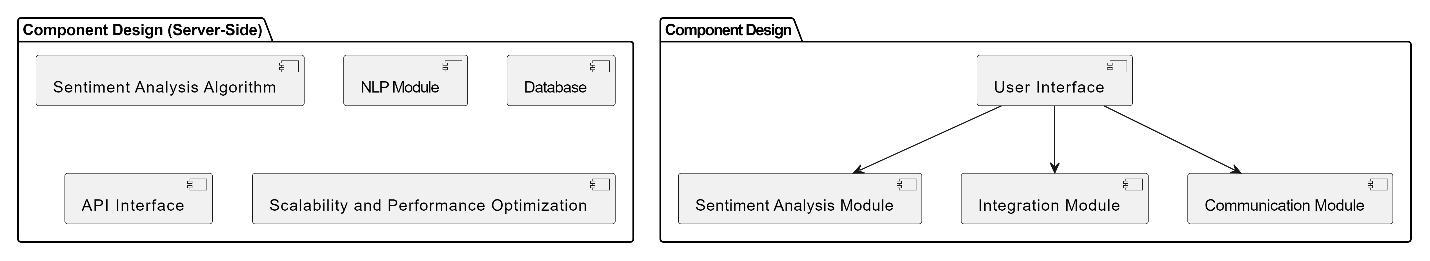 Component Design (Server-Side)
Sentiment Analysis Algorithm
NLP Module
Database
API Interface
Scalability and Performance Optimization
Component Design
User Interface
Sentiment Analysis Module
Integration Module
Communication Module